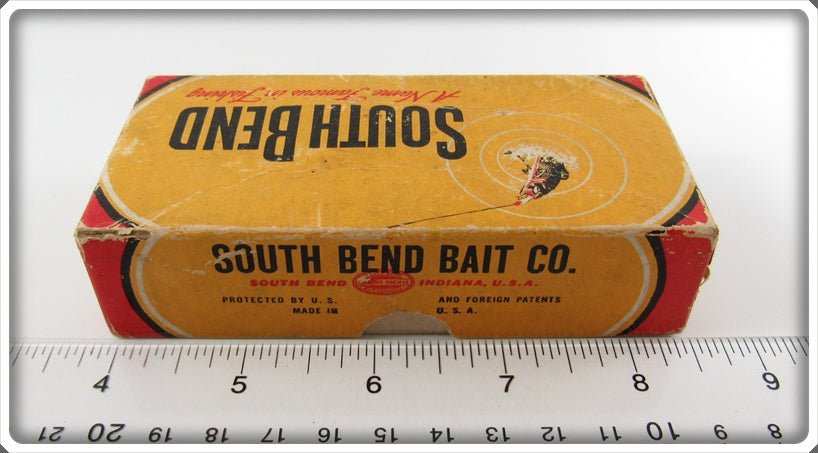 A Name Famous in Fishing
SOUTH BEND
SOUTH BEND BAIT CO.
SOUTH BEND INDIANA, U.S.A.
PROTECTED BY U.S. AND FOREIGN PATENTS
MADE IN U.S.A.
4 5 6 7 8 9
21 20 19 18 17 16 15 14 13 12 11 10 9 8